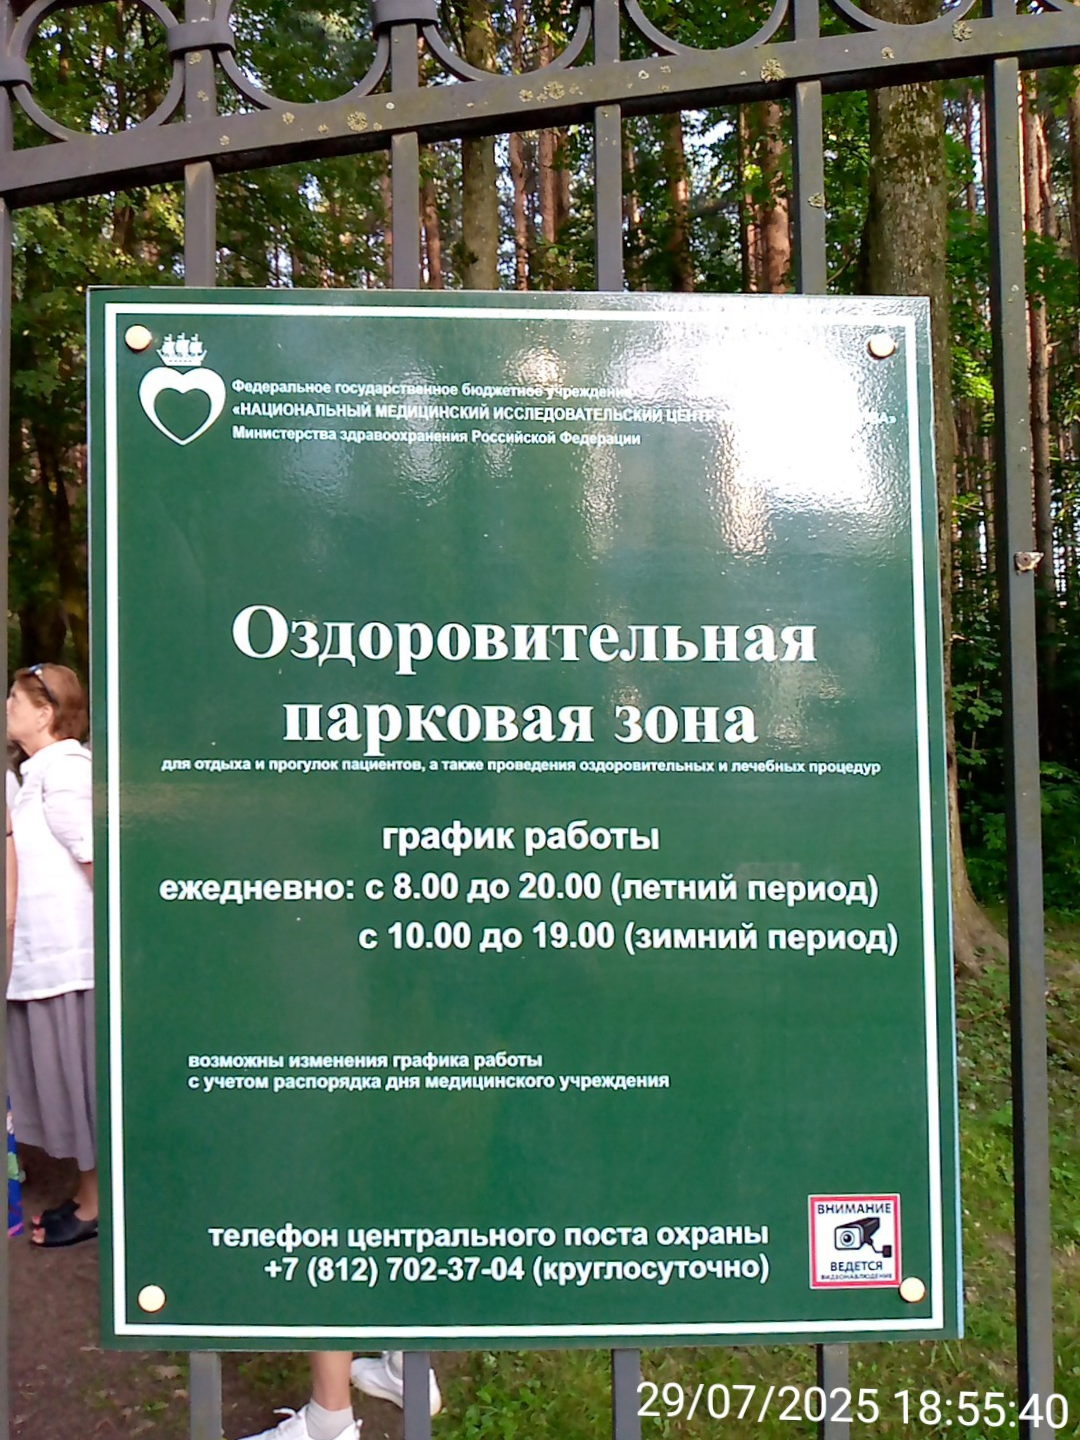 Федеральное государственное бюджетное учреждение
«НАЦИОНАЛЬНЫЙ МЕДИЦИНСКИЙ ИССЛЕДОВАТЕЛЬСКИЙ ЦЕНТР
Министерства здравоохранения Российской Федерации
Оздоровительная
парковая зона
для отдыха и прогулок пациентов, а также проведения оздоровительных и лечебных процедур
график работы
ежедневно: с 8.00 до 20.00 (летний период)
с 10.00 до 19.00 (зимний период)
возможны изменения графика работы
с учетом распорядка дня медицинского учреждения
телефон центрального поста охраны
+7 (812) 702-37-04 (круглосуточно)
ВНИМАНИЕ
ВЕДЕТСЯ
ВИДЕОНАБЛЮДЕНИЕ
29/07/2025 18:55:40